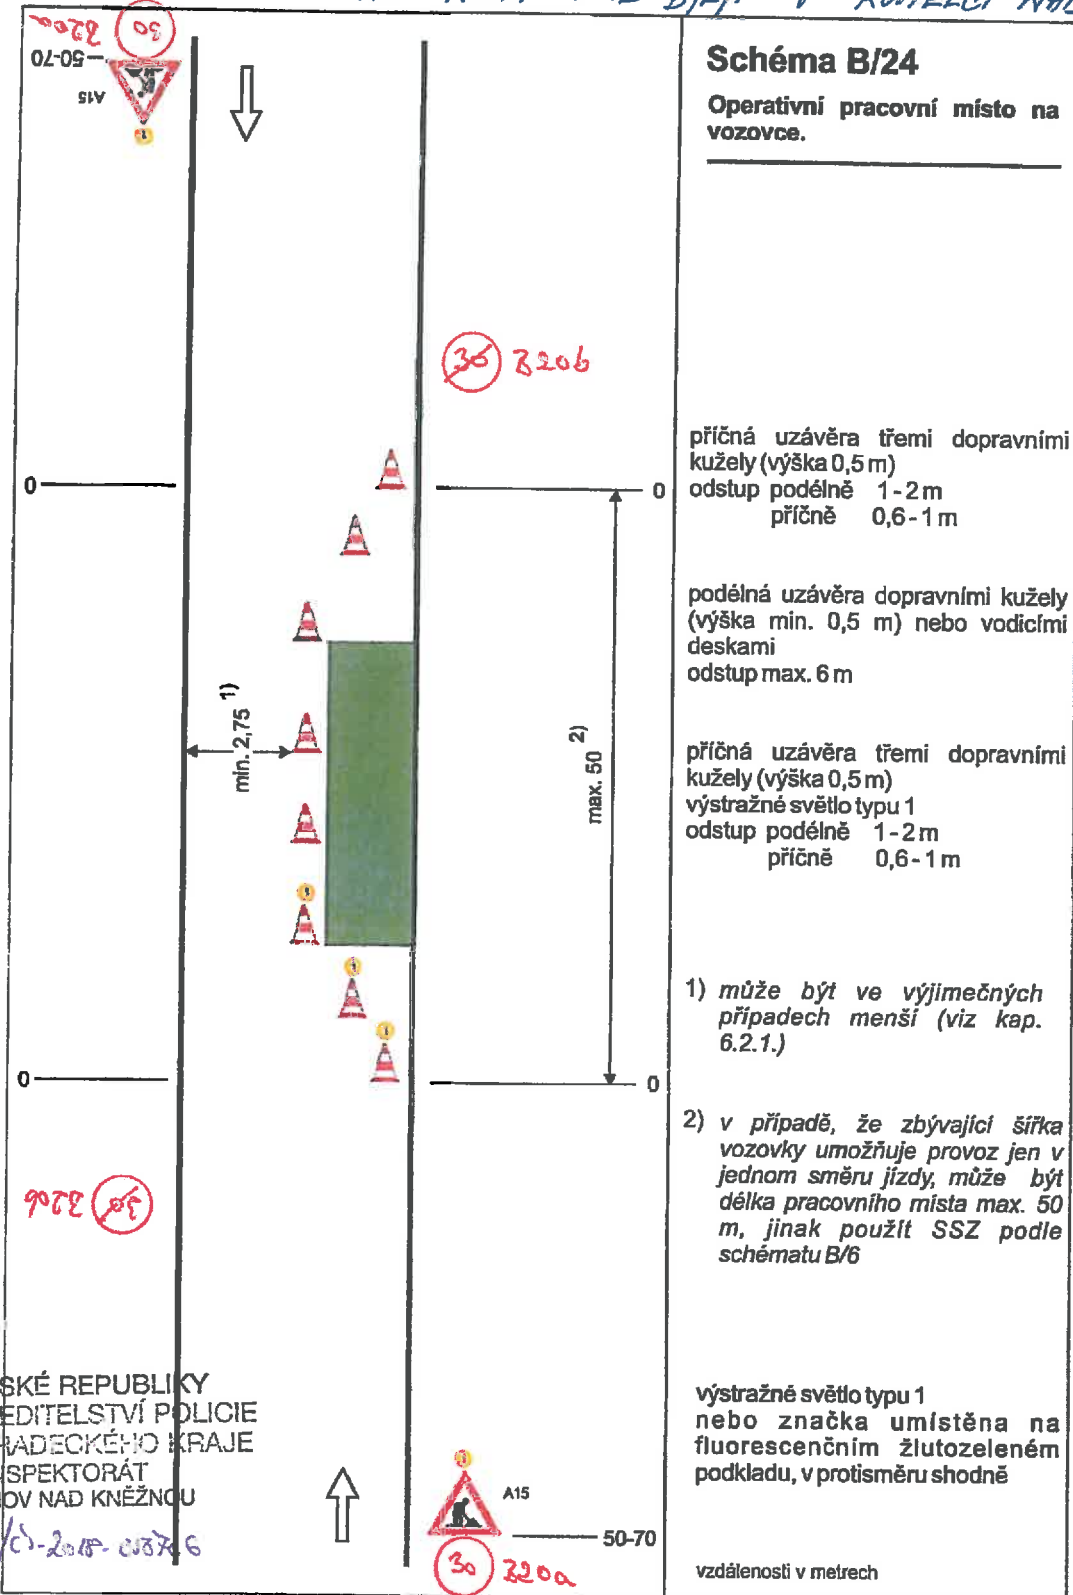 V
30 B20a
50-70
A15
Schéma B/24
Operativní pracovní místo na
vozovce.
30 B20b
příčná uzávěra třemi dopravními
kužely (výška 0,5 m)
odstup podélně 1-2 m
příčně 0,6-1 m
0
0
podélná uzávěra dopravními kužely
(výška min. 0,5 m) nebo vodicími
deskami
odstup max. 6 m
min. 2,75 1)
max. 50 2)
příčná uzávěra třemi dopravními
kužely (výška 0,5 m)
výstražné světlo typu 1
odstup podélně 1-2 m
příčně 0,6-1 m
1) může být ve výjimečných
případech menší (viz kap.
6.2.1.)
0
0
2) v případě, že zbývající šířka
vozovky umožňuje provoz jen v
jednom směru jízdy, může být
délka pracovního místa max. 50
m, jinak použít SSZ podle
schématu B/6
30 B20b
SKÉ REPUBLIKY
EDITELSTVÍ POLICIE
RADECKÉHO KRAJE
SPEKTORÁT
OV NAD KNĚŽNOU
výstražné světlo typu 1
nebo značka umístěna na
fluorescenčním žlutozeleném
podkladu, v protisměru shodně
A15
50-70
30 B20a
vzdálenosti v metrech